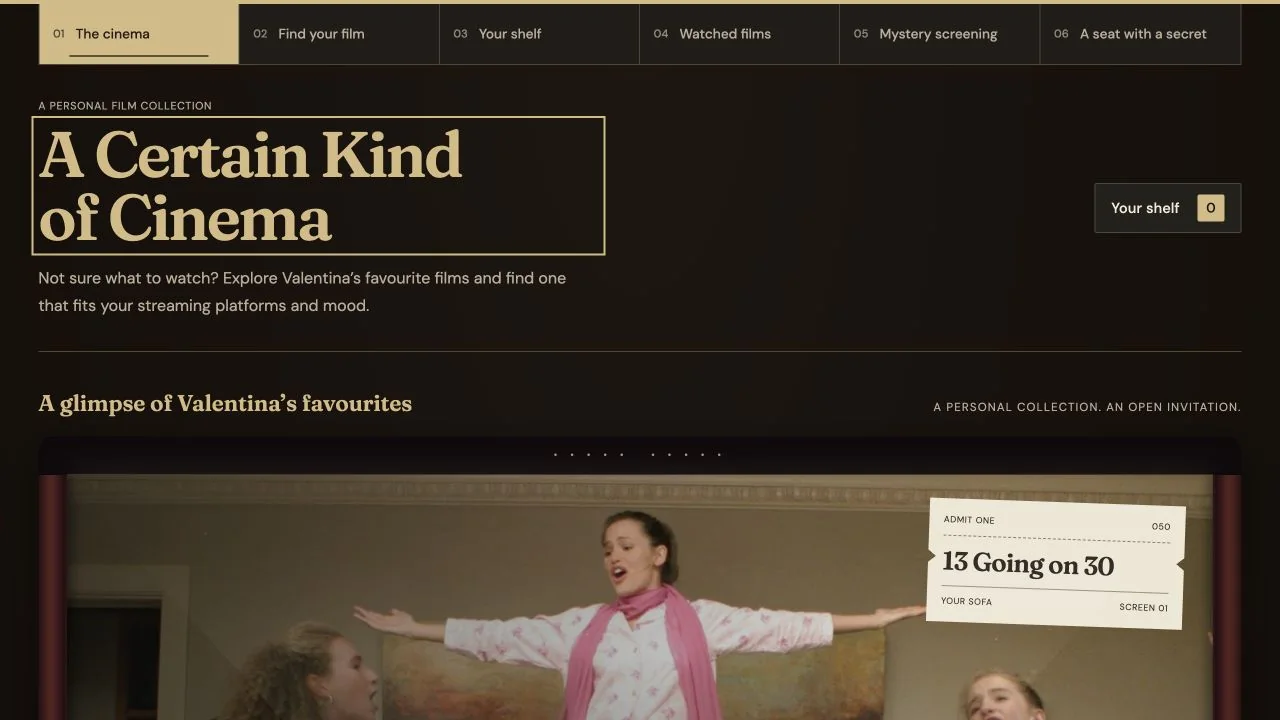 01 The cinema
02 Find your film
03 Your shelf
04 Watched films
05 Mystery screening
06 A seat with a secret
A PERSONAL FILM COLLECTION
A Certain Kind
of Cinema
Your shelf 0
Not sure what to watch? Explore Valentina’s favourite films and find one
that fits your streaming platforms and mood.
A glimpse of Valentina’s favourites
A PERSONAL COLLECTION. AN OPEN INVITATION.
ADMIT ONE 050
13 Going on 30
YOUR SOFA SCREEN 01